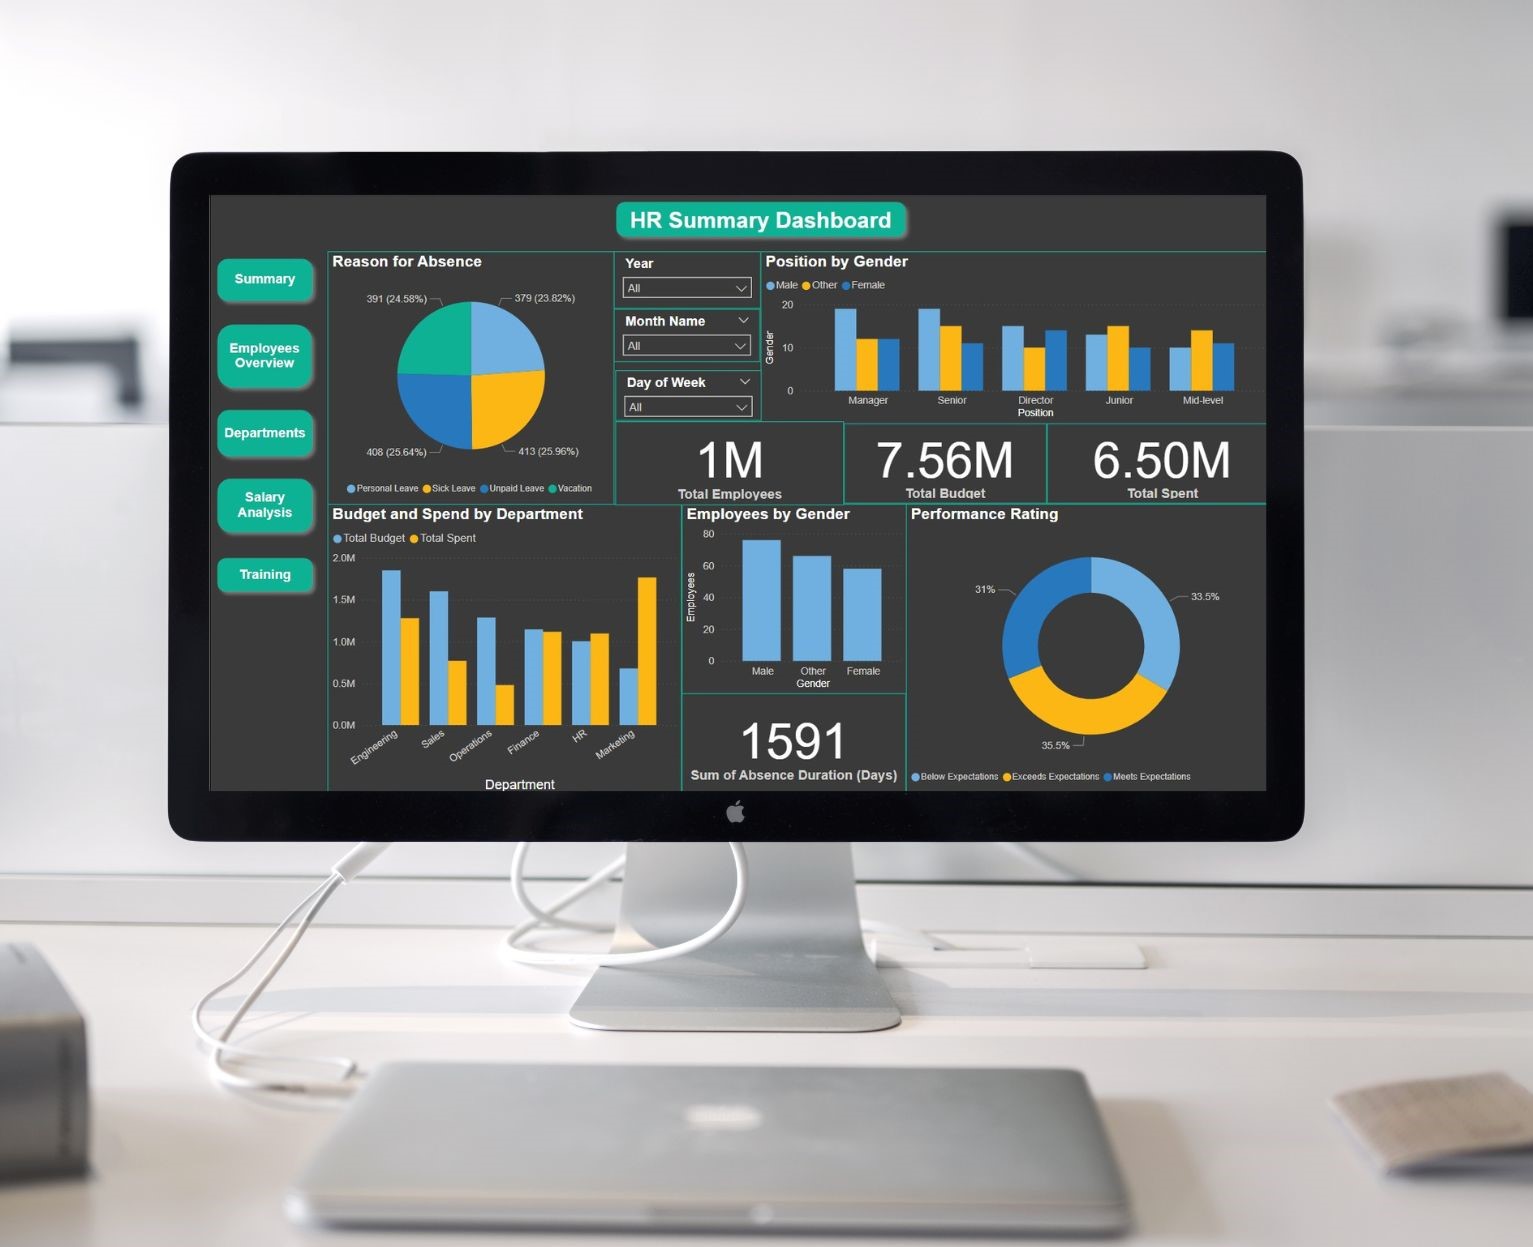 HR Summary Dashboard
Summary
Employees
Overview
Departments
Salary
Analysis
Training
Reason for Absence
391 (24.58%)
379 (23.82%)
408 (25.64%)
413 (25.96%)
Personal Leave Sick Leave Unpaid Leave Vacation
Year
All
Month Name
All
Day of Week
All
Position by Gender
Male Other Female
Gender
20
10
0
Manager Senior Director Junior Mid-level
Position
1M
Total Employees
7.56M
Total Budget
6.50M
Total Spent
Budget and Spend by Department
Total Budget Total Spent
2.0M
1.5M
1.0M
0.5M
0.0M
Engineering Sales Operations Finance HR Marketing
Department
Employees by Gender
Employees
80
60
40
20
0
Male Other Female
Gender
1591
Sum of Absence Duration (Days)
Performance Rating
31%
33.5%
35.5%
Below Expectations Exceeds Expectations Meets Expectations